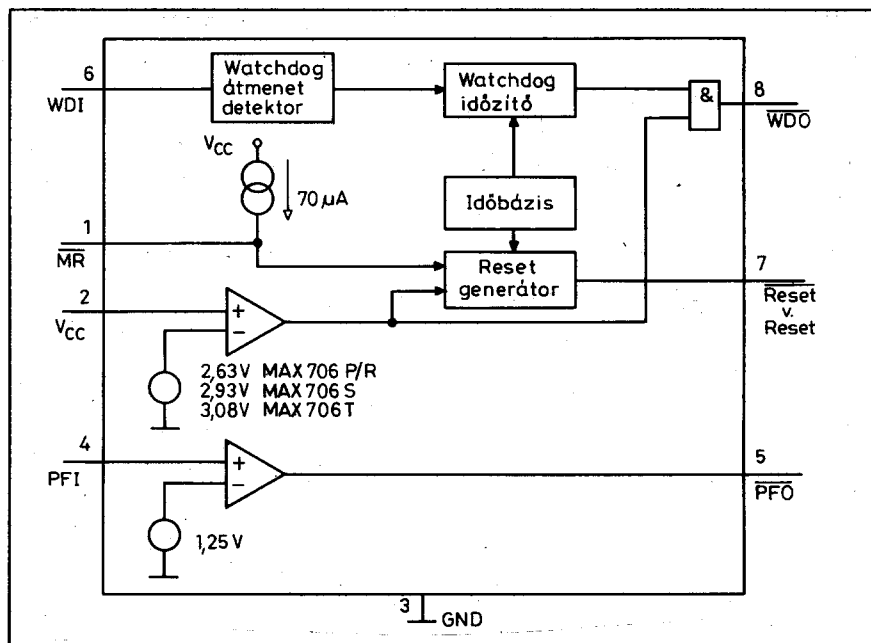 6
WDI
Watchdog
átmenet
detektor
Watchdog
időzítő
&
8
WDO
VCC
70 µA
Időbázis
1
MR
Reset
generátor
7
Reset
v.
Reset
2
VCC
+
−
2,63V MAX 706 P/R
2,93V MAX 706 S
3,08V MAX 706 T
4
PFI
+
−
5
PFO
1,25 V
3
GND